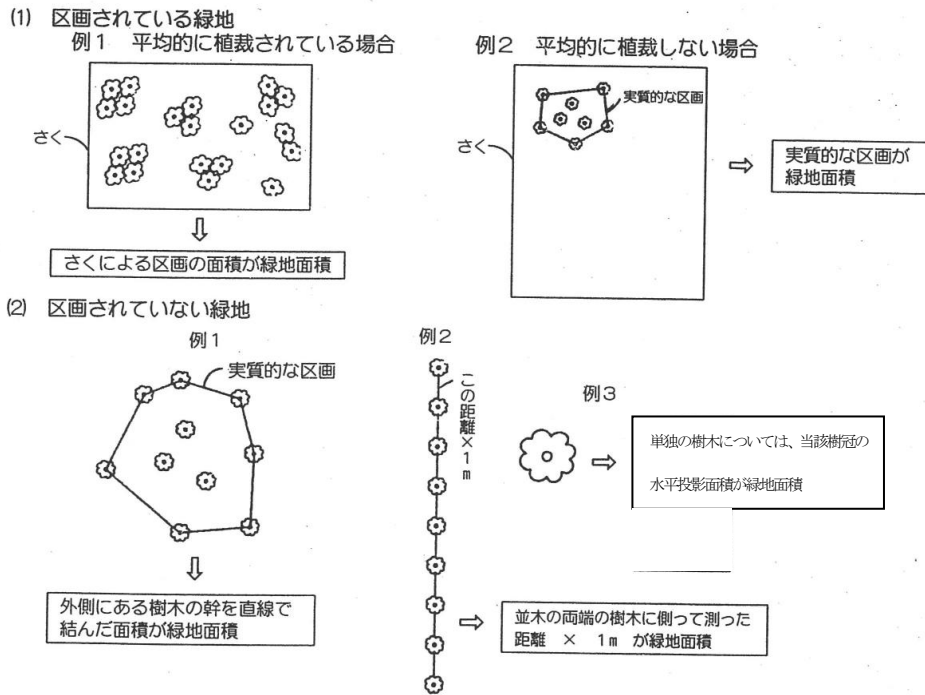 (1) 区画されている緑地
例1 平均的に植裁されている場合
さく
さくによる区画の面積が緑地面積
例2 平均的に植裁しない場合
実質的な区画
さく
実質的な区画が
緑地面積
(2) 区画されていない緑地
例1
実質的な区画
外側にある樹木の幹を直線で
結んだ面積が緑地面積
例2
この距離×1m
並木の両端の樹木に側って測った
距離 × 1m が緑地面積
例3
単独の樹木については、当該樹冠の
水平投影面積が緑地面積